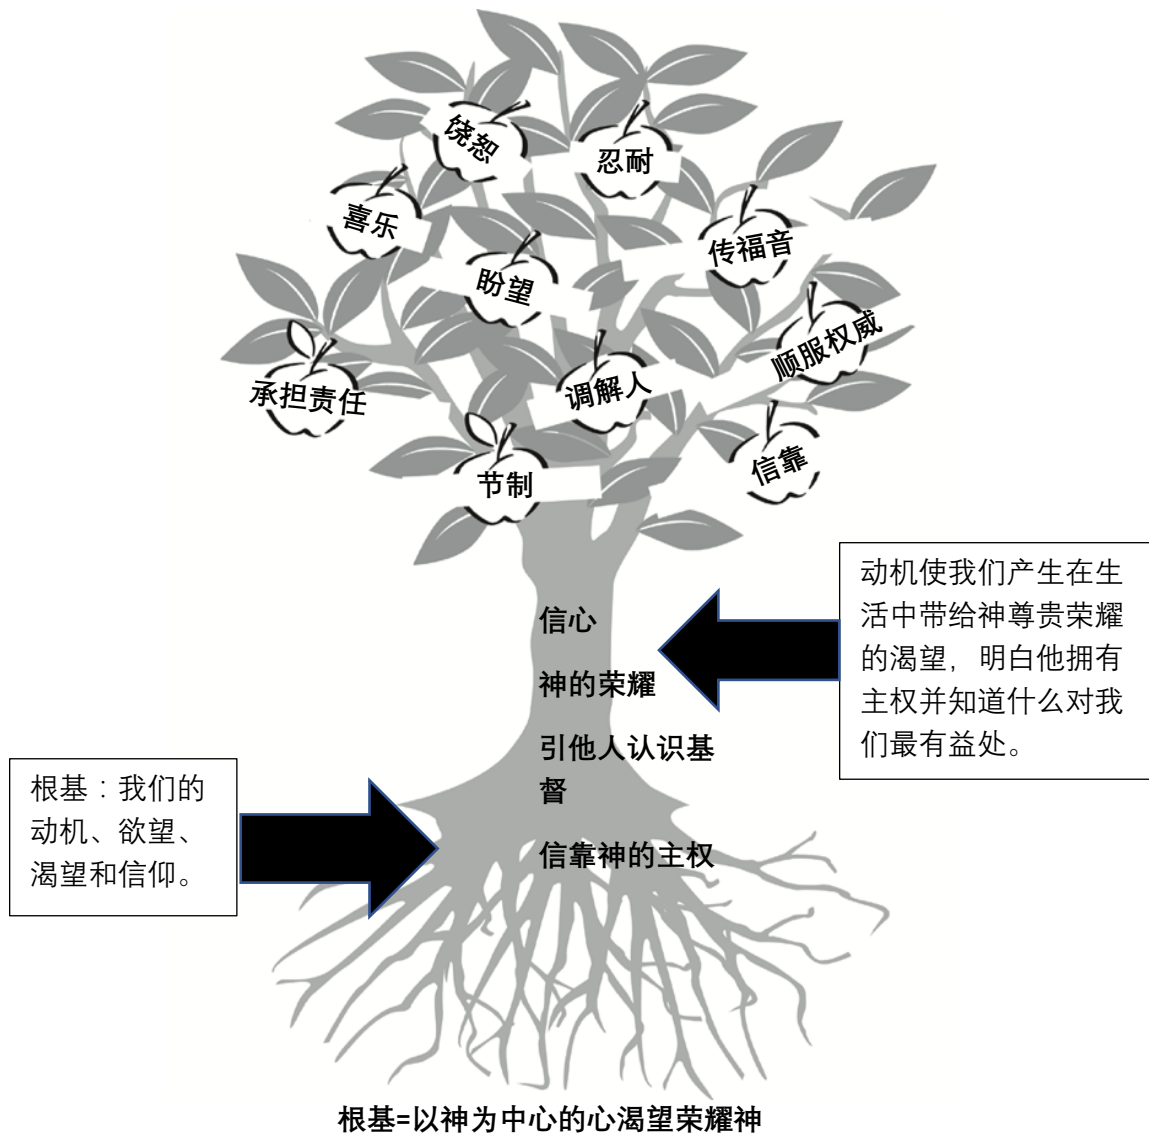 饶恕
忍耐
喜乐
传福音
盼望
顺服权威
承担责任
调解人
信靠
节制
信心
神的荣耀
引他人认识基
督
信靠神的主权
动机使我们产生在生
活中带给神尊贵荣耀
的渴望，明白他拥有
主权并知道什么对我
们最有益处。
根基：我们的
动机、欲望、
渴望和信仰。
根基=以神为中心的心渴望荣耀神